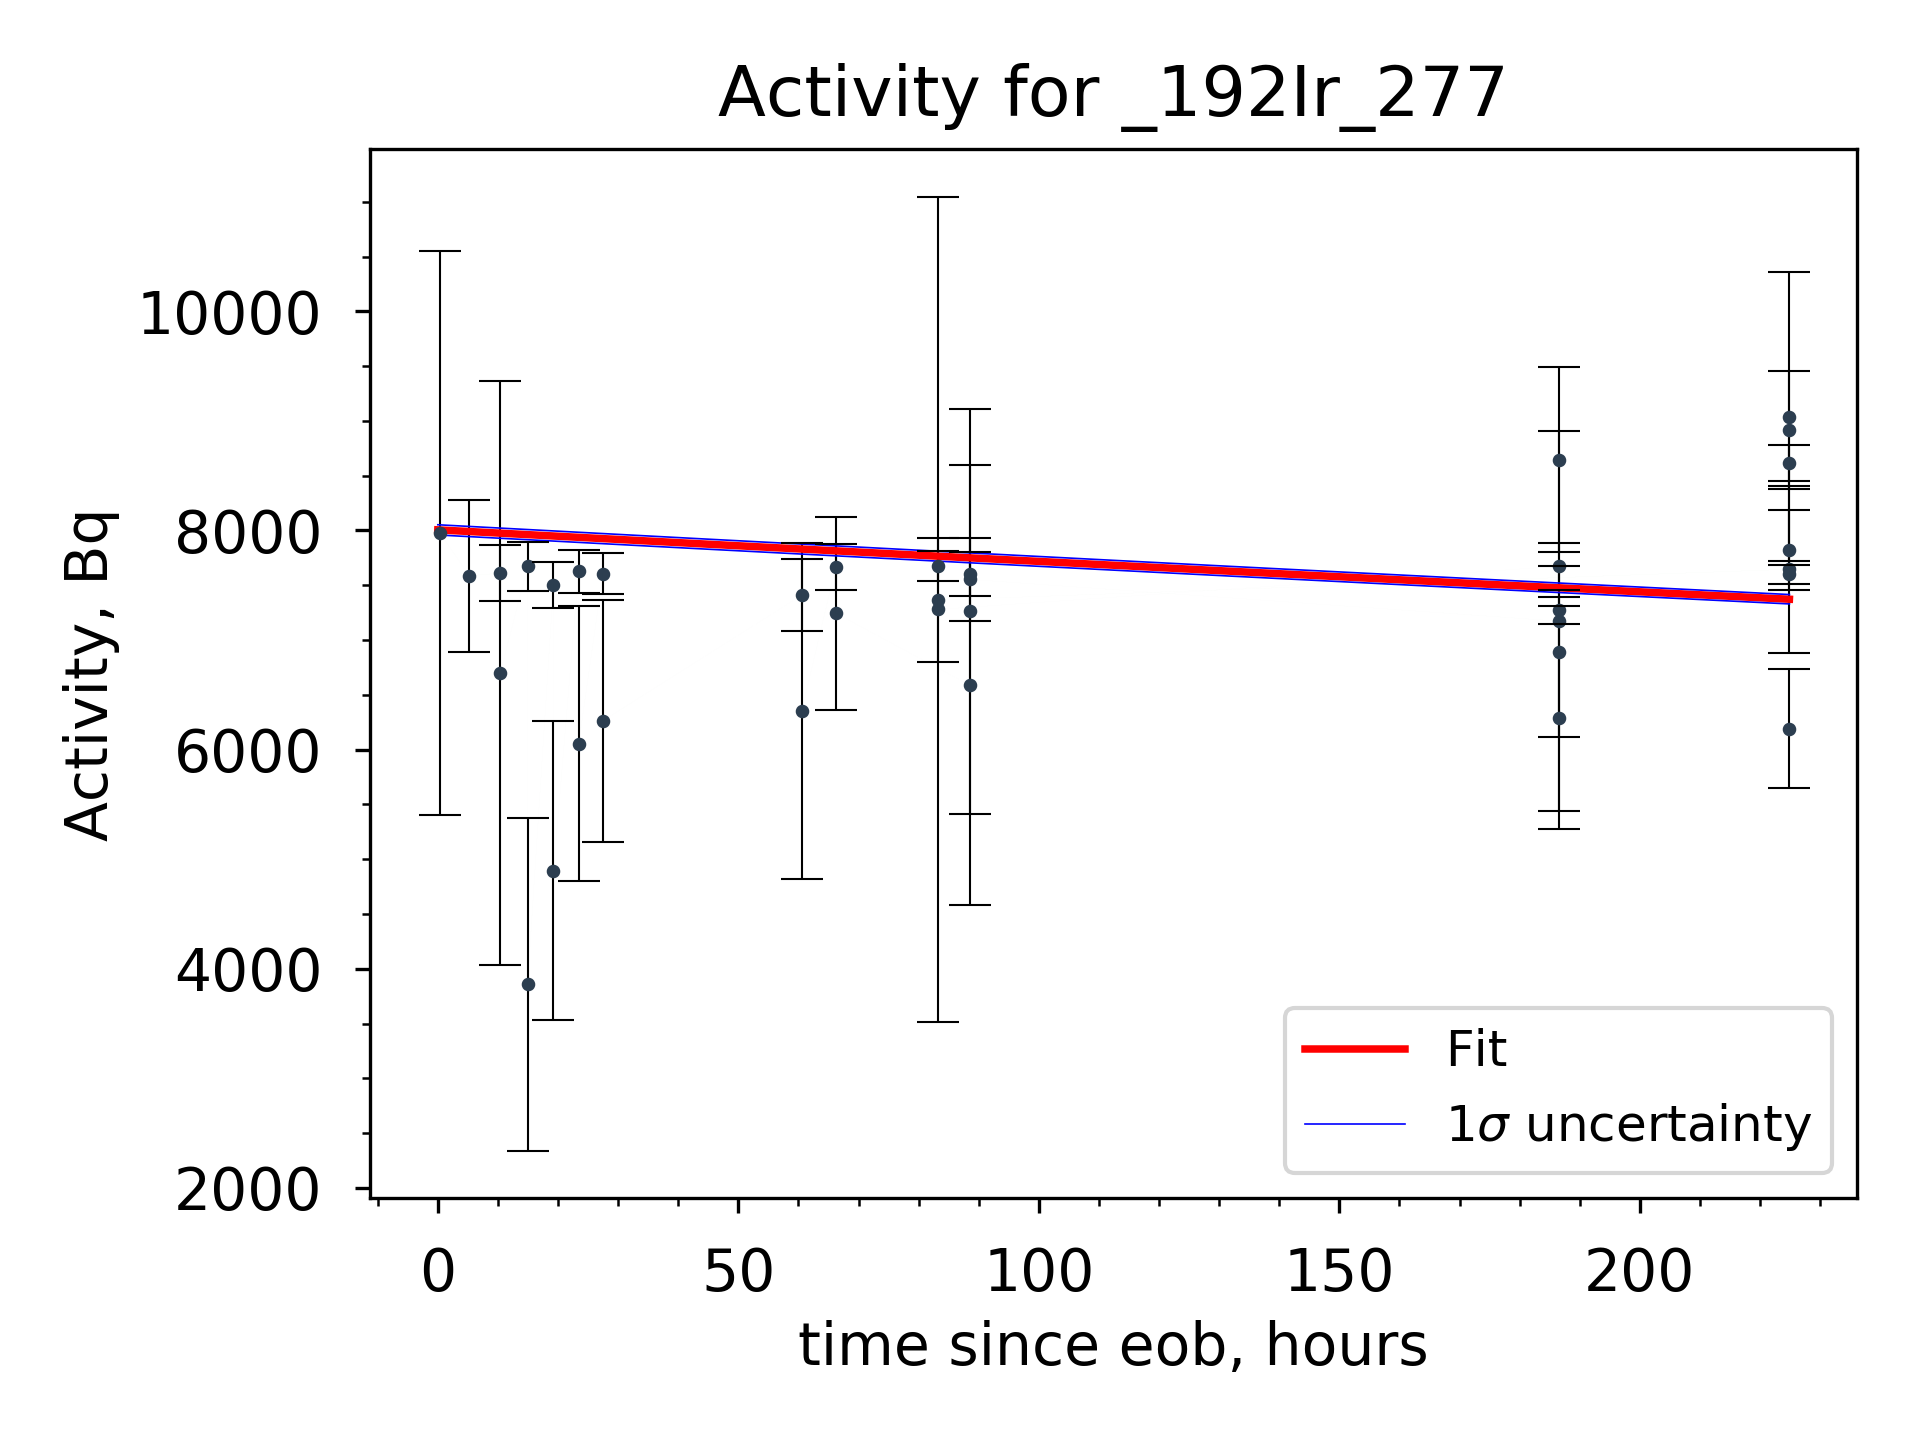 Activity for _192Ir_277
Activity, Bq
10000
8000
6000
4000
2000
0 50 100 150 200
time since eob, hours
Fit
1σ uncertainty